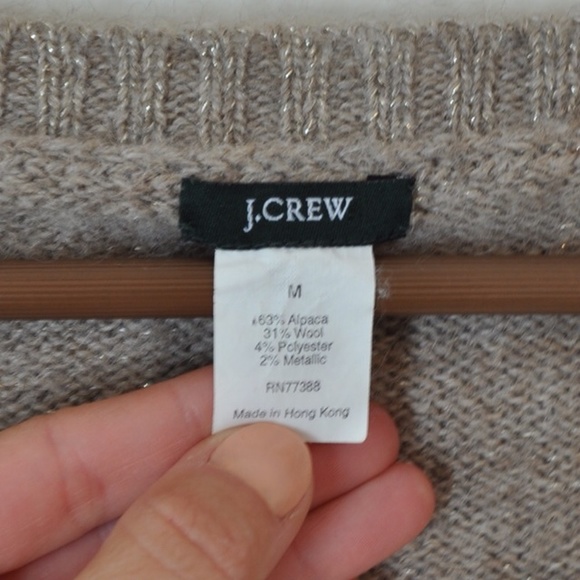 J.CREW
M
63% Alpaca
31% Wool
4% Polyester
2% Metallic
RN77388
Made in Hong Kong